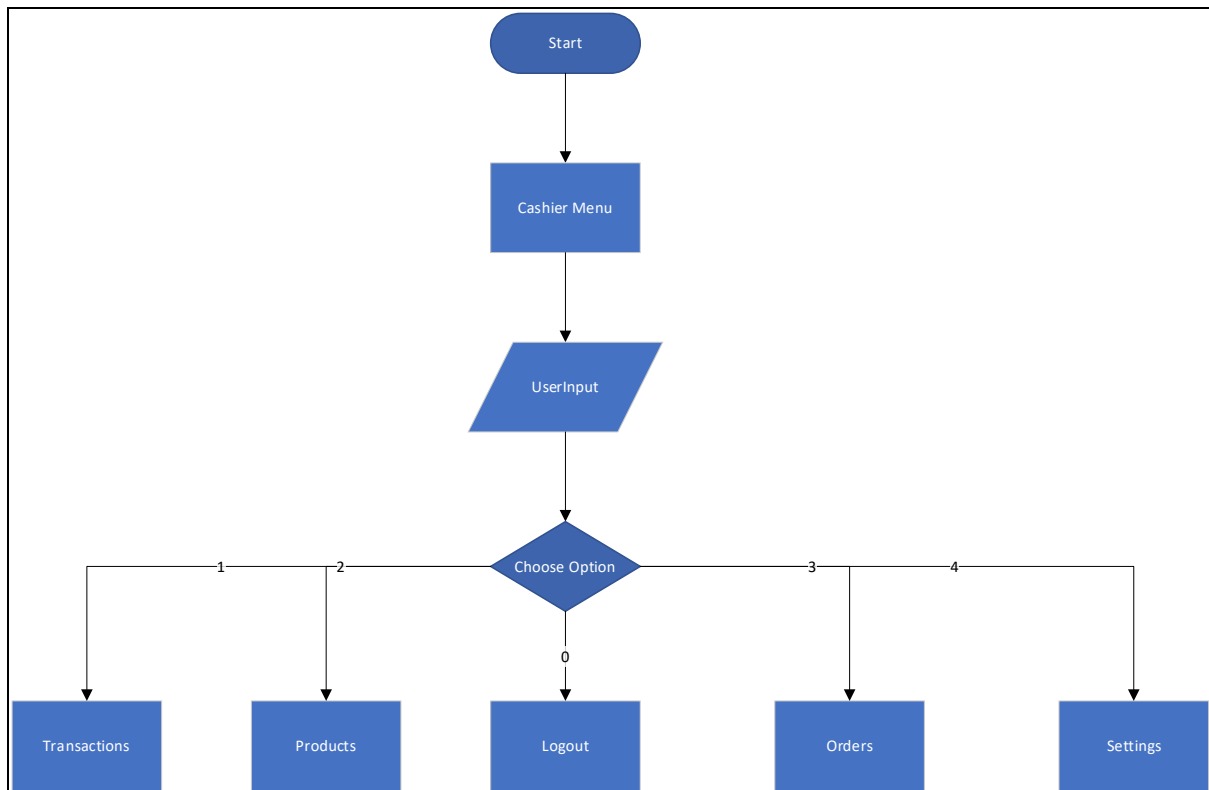 Start
Cashier Menu
UserInput
Choose Option
1
2
3
4
0
Transactions
Products
Logout
Orders
Settings